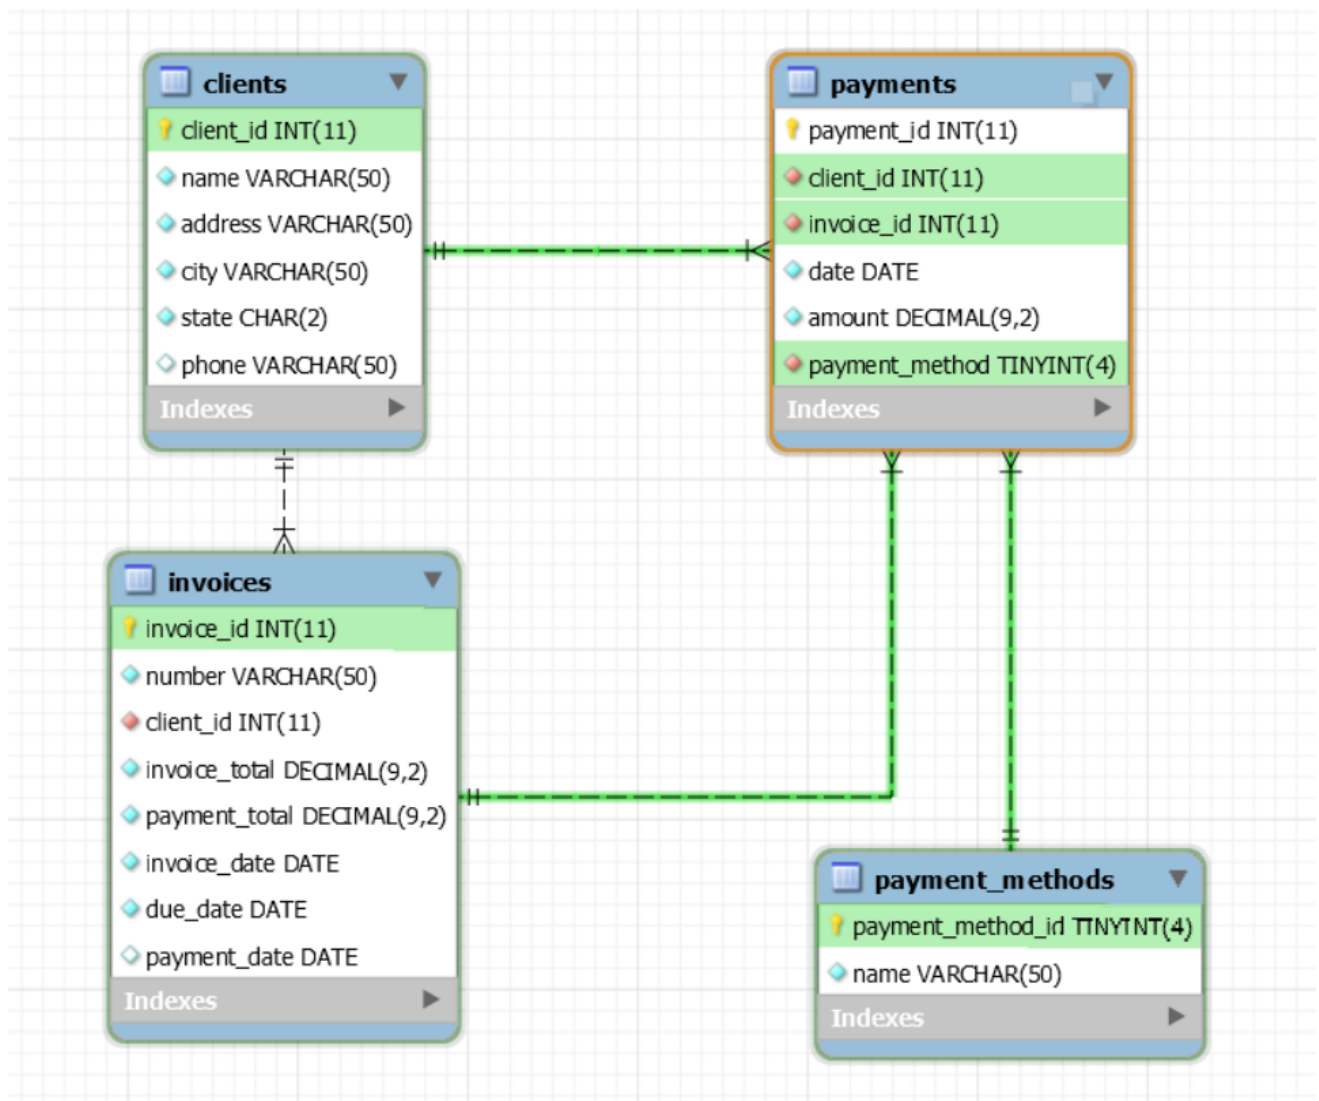 clients
client_id INT(11)
name VARCHAR(50)
address VARCHAR(50)
city VARCHAR(50)
state CHAR(2)
phone VARCHAR(50)
Indexes
payments
payment_id INT(11)
client_id INT(11)
invoice_id INT(11)
date DATE
amount DECIMAL(9,2)
payment_method TINYINT(4)
Indexes
invoices
invoice_id INT(11)
number VARCHAR(50)
client_id INT(11)
invoice_total DECIMAL(9,2)
payment_total DECIMAL(9,2)
invoice_date DATE
due_date DATE
payment_date DATE
Indexes
payment_methods
payment_method_id TINYINT(4)
name VARCHAR(50)
Indexes